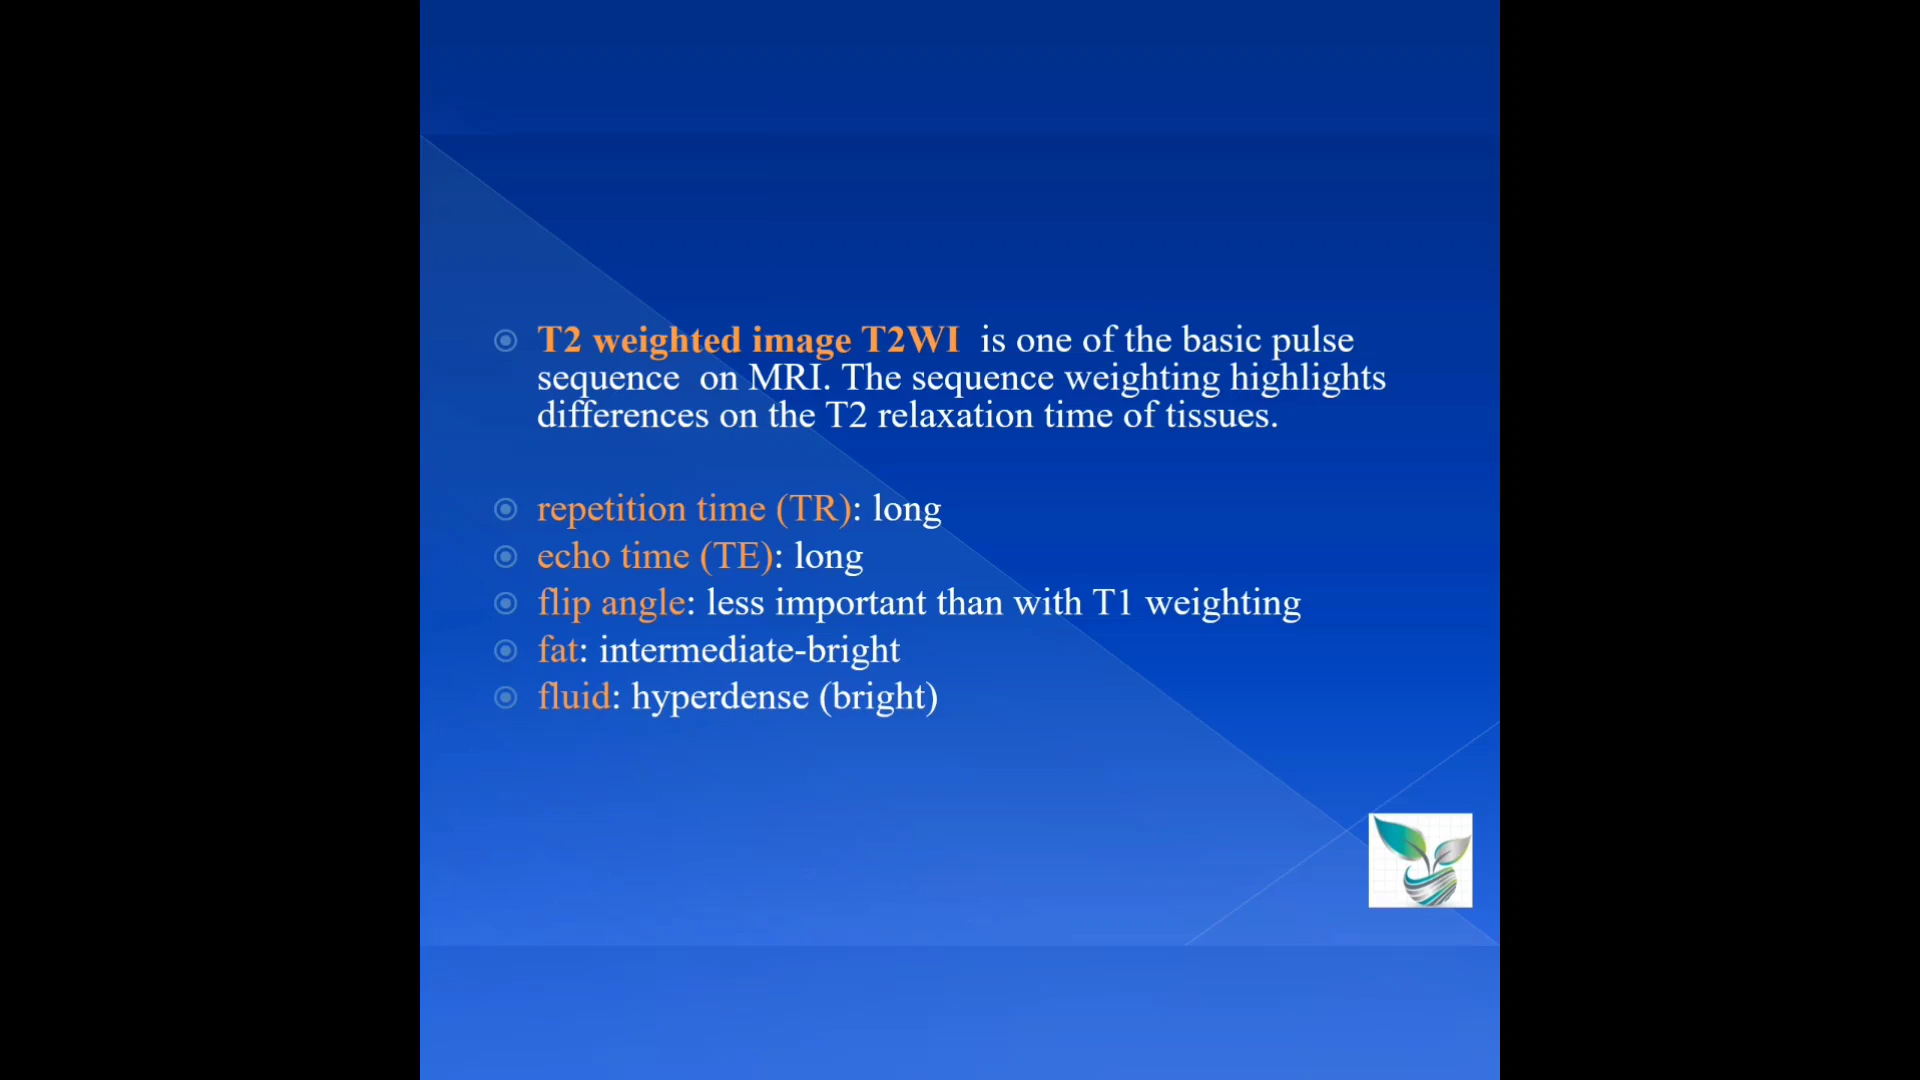 T2 weighted image T2WI is one of the basic pulse
sequence on MRI. The sequence weighting highlights
differences on the T2 relaxation time of tissues.
repetition time (TR): long
echo time (TE): long
flip angle: less important than with T1 weighting
fat: intermediate-bright
fluid: hyperdense (bright)